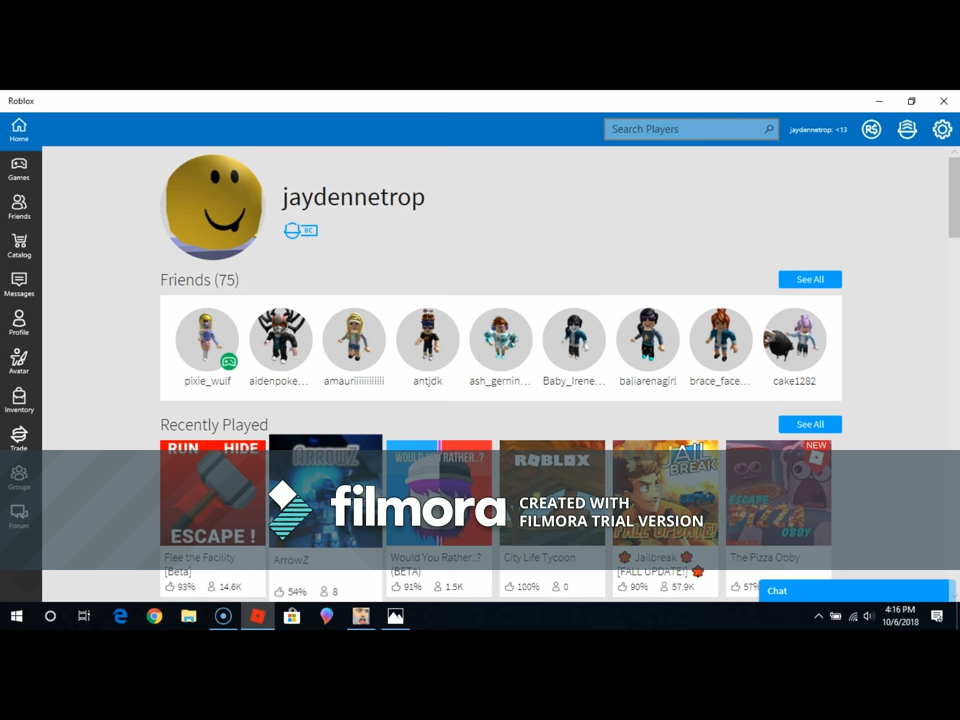 Roblox
Home
Search Players
jaydennetrop: <13
R$
Games
Friends
Catalog
Messages
Profile
Avatar
Inventory
Trade
Groups
Forum
jaydennetrop
BC
Friends (75)
See All
pixie_wulf
aidenpoke...
amauriiiiiiiiiiii
antjdk
ash_gernin...
Baby_Irene...
baliarenagirl
brace_face...
cake1282
Recently Played
See All
RUN HIDE
ESCAPE !
ArrowZ
WOULD YOU RATHER..?
ROBLOX
JAIL
BREAK
NEW
ESCAPE
PIZZA
OBBY
filmora
CREATED WITH
FILMORA TRIAL VERSION
Flee the Facility
[Beta]
93% 14.6K
ArrowZ
54% 8
Would You Rather..?
(BETA)
91% 1.5K
City Life Tycoon
100% 0
Jailbreak
[FALL UPDATE!]
90% 57.9K
The Pizza Obby
57%
Chat
4:16 PM
10/6/2018